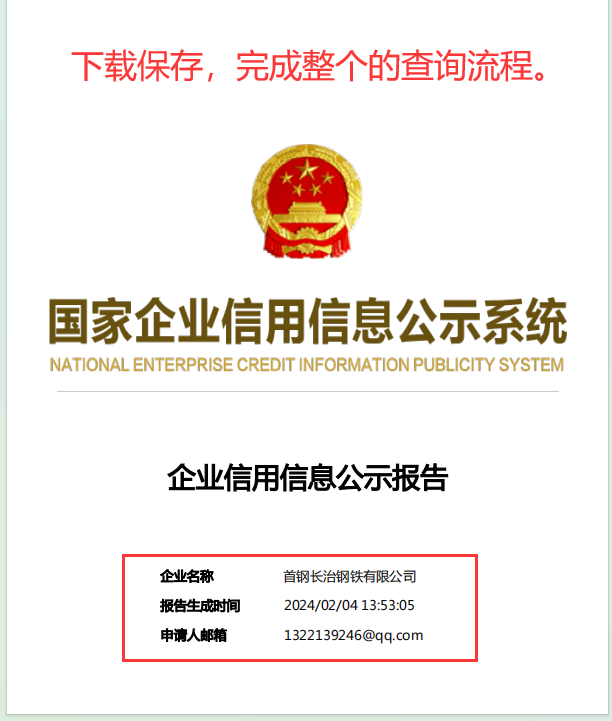 下载保存，完成整个的查询流程。
国家企业信用信息公示系统
NATIONAL ENTERPRISE CREDIT INFORMATION PUBLICITY SYSTEM
企业信用信息公示报告
企业名称 首钢长治钢铁有限公司
报告生成时间 2024/02/04 13:53:05
申请人邮箱 1322139246@qq.com